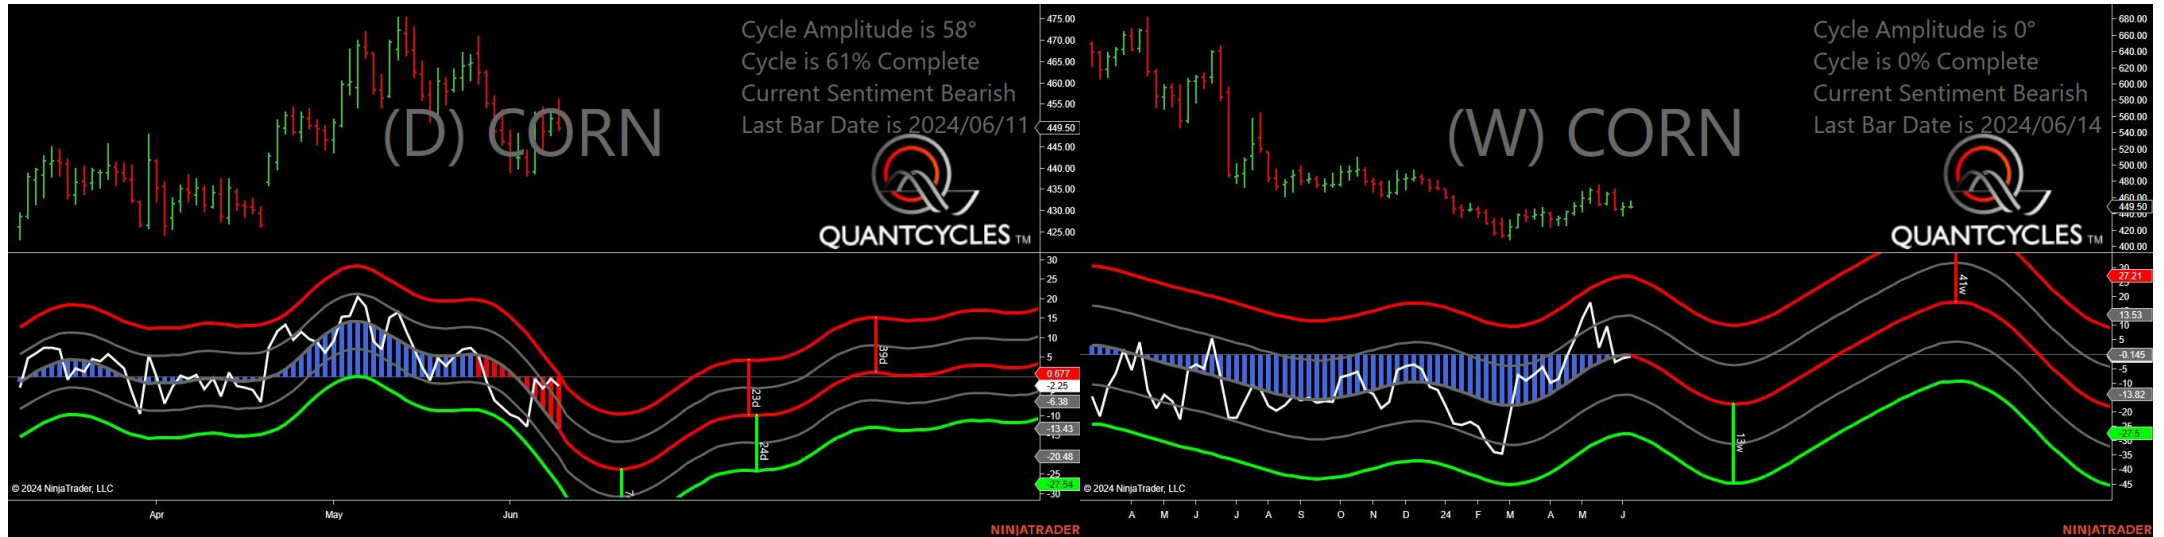 Cycle Amplitude is 58°
Cycle is 61% Complete
Current Sentiment Bearish
Last Bar Date is 2024/06/11
(D) CORN
QUANTCYCLES TM
475.00
470.00
465.00
460.00
455.00
449.50
445.00
440.00
435.00
430.00
425.00
30
25
20
15
10
5
0.677
-2.25
-6.38
-10
-13.43
-20.48
-25
-27.54
-30
7
23d
24d
39d
© 2024 NinjaTrader, LLC
Apr May Jun
NINJATRADER
Cycle Amplitude is 0°
Cycle is 0% Complete
Current Sentiment Bearish
Last Bar Date is 2024/06/14
(W) CORN
QUANTCYCLES TM
680.00
660.00
640.00
620.00
600.00
580.00
560.00
540.00
520.00
500.00
480.00
449.50
440.00
420.00
400.00
30
27.21
20
13.53
10
5
-0.145
-5
-10
-13.82
-20
-27.5
-35
-40
-45
13w
41w
© 2024 NinjaTrader, LLC
A M J J A S O N D 24 F M A M J
NINJATRADER